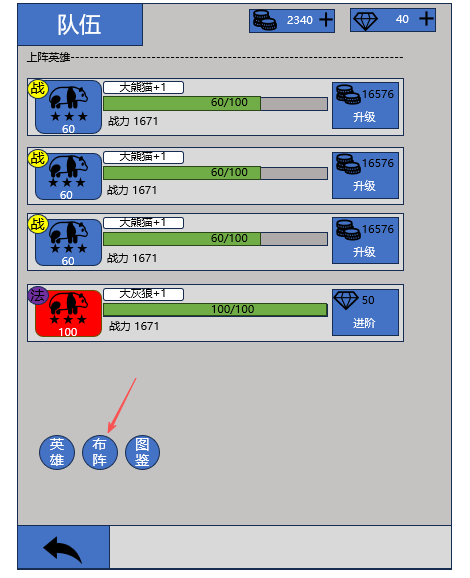 队伍
2340 +
40 +
上阵英雄
战
大熊猫+1
60/100
战力 1671
60
16576
升级
战
大熊猫+1
60/100
战力 1671
60
16576
升级
战
大熊猫+1
60/100
战力 1671
60
16576
升级
法
大灰狼+1
100/100
战力 1671
100
50
进阶
英雄
布阵
图鉴